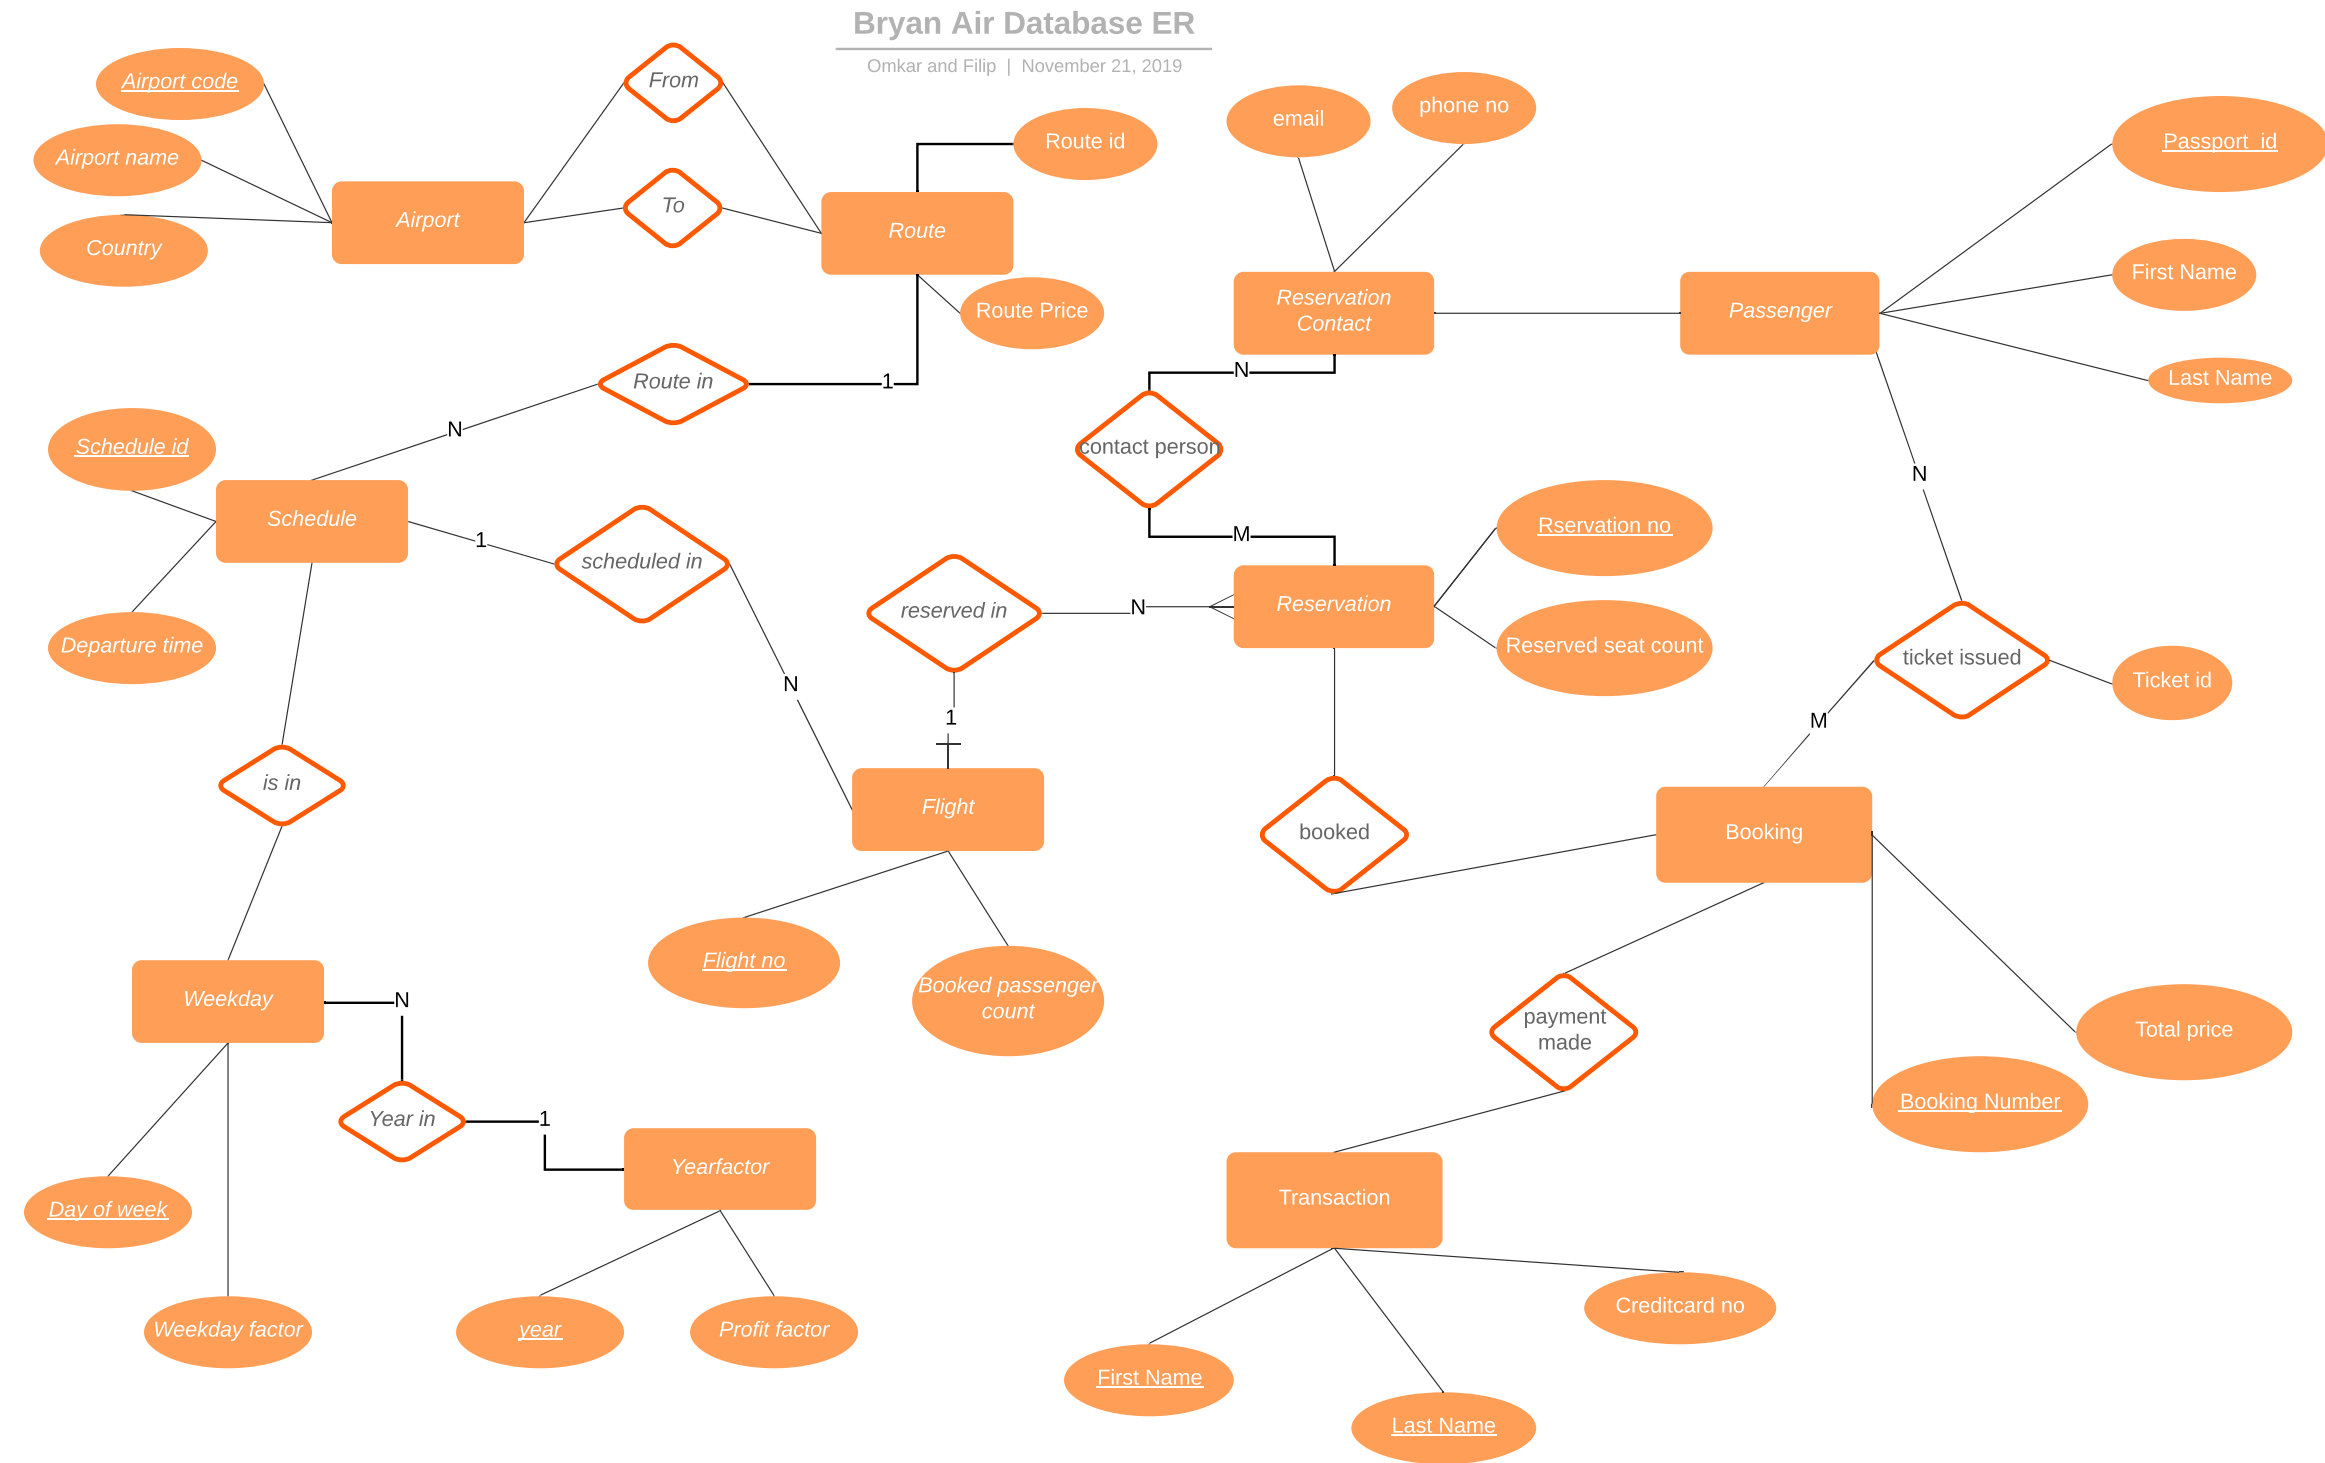 Bryan Air Database ER
Omkar and Filip | November 21, 2019
Airport code
Airport name
Country
Airport
From
To
Route id
Route
Route Price
email
phone no
Reservation
Contact
Passenger
Passport_id
First Name
Last Name
Route in
1
N
N
contact person
M
N
Schedule id
Schedule
Departure time
1
scheduled in
N
reserved in
N
1
Reservation
Rservation no
Reserved seat count
ticket issued
M
Ticket id
is in
Flight
Flight no
Booked passenger
count
booked
Booking
payment
made
Total price
Booking Number
Weekday
N
Year in
1
Yearfactor
Day of week
Weekday factor
year
Profit factor
Transaction
Creditcard no
First Name
Last Name